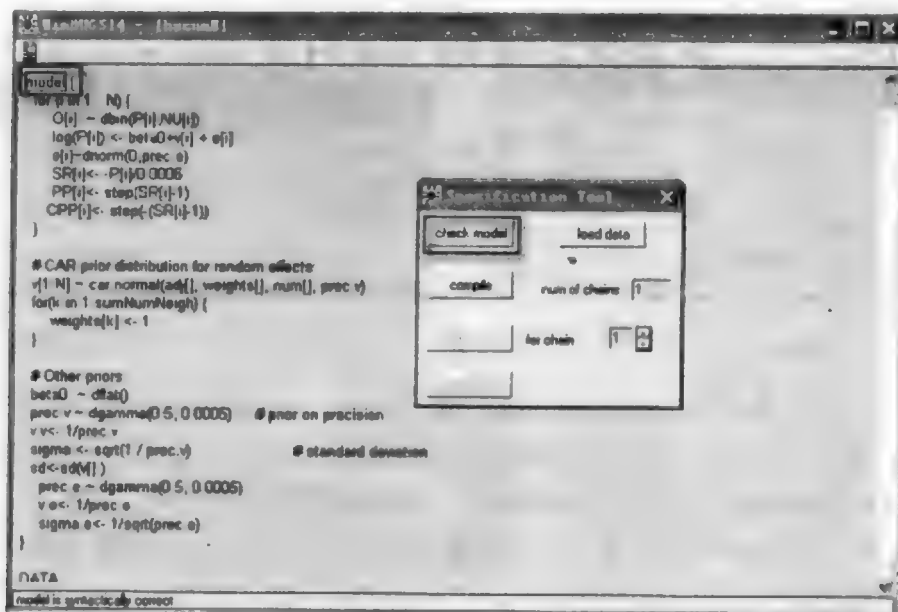 WinBUGS14 - [bucum8]
model {
for (i in 1 N) {
O[i] ~ dbin(P[i],NU[i])
log(P[i]) <- beta0+v[i] + e[i]
e[i]~dnorm(0,prec e)
SR[i]<- P[i]/0 0006
PP[i]<- step(SR[i]-1)
CPP[i]<- step(-(SR[i]-1))
}
# CAR prior distribution for random effects
v[1 N] ~ car normal(adj[], weights[], num[], prec v)
for(k in 1 sumNumNeigh) {
weights[k] <- 1
}
# Other priors
beta0 ~ dflat()
prec v ~ dgamma(0 5, 0 0005) # prior on precision
v v<- 1/prec v
sigma <- sqrt(1 / prec.v) # standard deviation
sd<-sd(v[] )
prec e ~ dgamma(0 5, 0 0005)
v e<- 1/prec e
sigma e<- 1/sqrt(prec e)
}
DATA
model is syntactically correct
Specification Tool
check model
load data
compile
num of chains 1
for chain 1